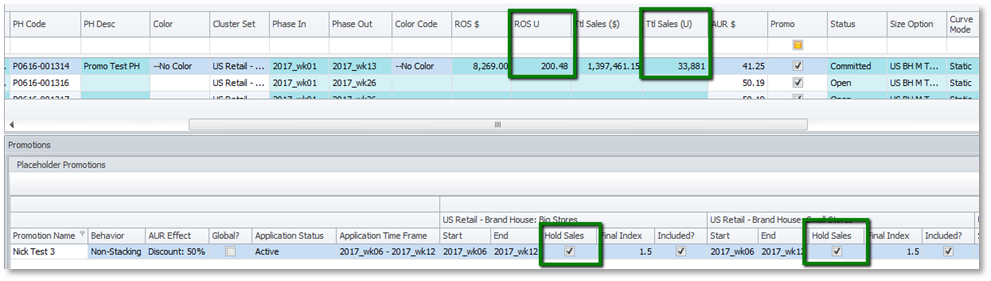 PH Code PH Desc Color Cluster Set Phase In Phase Out Color Code ROS $ ROS U Ttl Sales ($) Ttl Sales (U) AUR $ Promo Status Size Option Curve Mode
P0616-001314 Promo Test PH --No Color US Retail - ... 2017_wk01 2017_wk13 --No Color 8,269.00 200.48 1,397,461.15 33,881 41.25 Committed US BH M T... Static
P0616-001316 US Retail - ... 2017_wk01 2017_wk26 50.19 Open US BH M T... Static
P0616-001317 US Retail - ... 2017_wk01 2017_wk26 50.19 Open US BH M T... Static
Promotions
Placeholder Promotions
US Retail - Brand House: Big Stores US Retail - Brand House: Small Stores
Promotion Name Behavior AUR Effect Global? Application Status Application Time Frame Start End Hold Sales Final Index Included? Start End Hold Sales Final Index Included?
Nick Test 3 Non-Stacking Discount: 50% Active 2017_wk06 - 2017_wk12 2017_wk06 2017_wk12 1.5 2017_wk06 2017_wk12 1.5